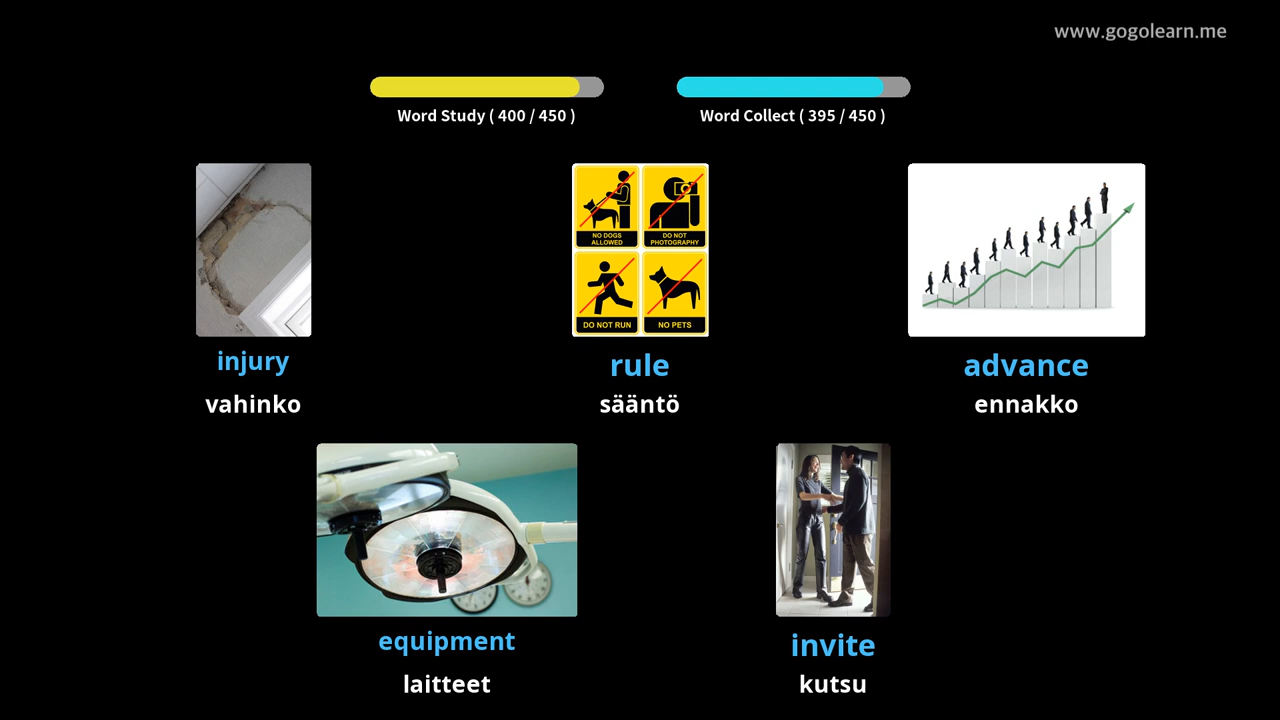 www.gogolearn.me
Word Study ( 400 / 450 )
Word Collect ( 395 / 450 )
NO DOGS
ALLOWED
DO NOT
PHOTOGRAPHY
DO NOT RUN
NO PETS
injury
rule
advance
vahinko
sääntö
ennakko
equipment
invite
laitteet
kutsu